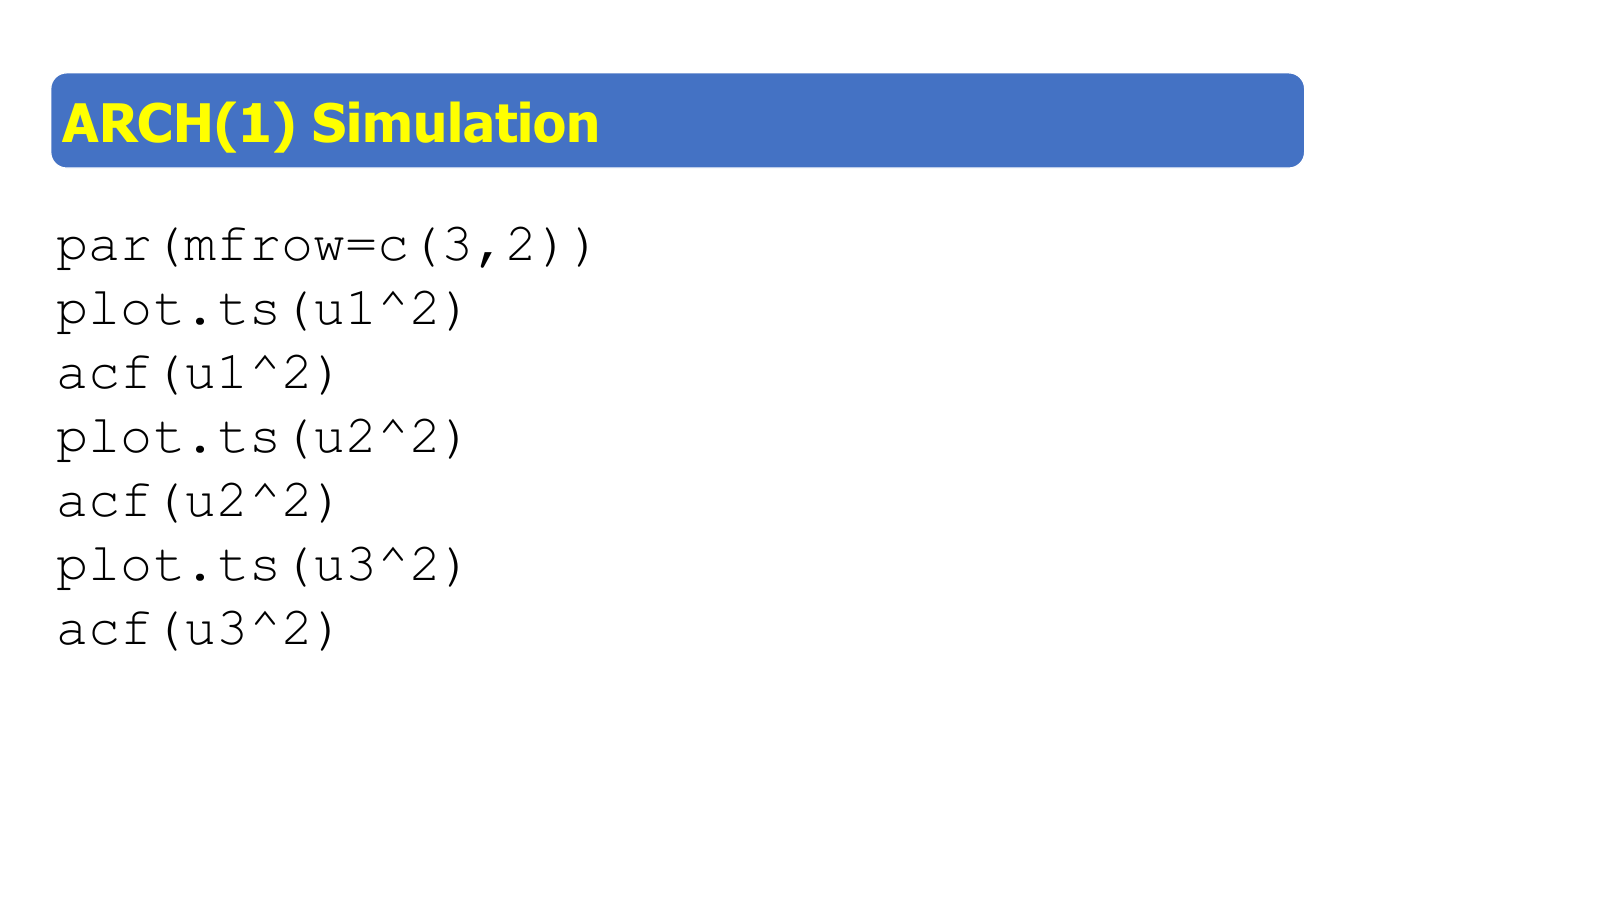 ARCH(1) Simulation
par(mfrow=c(3,2))
plot.ts(u1^2)
acf(u1^2)
plot.ts(u2^2)
acf(u2^2)
plot.ts(u3^2)
acf(u3^2)